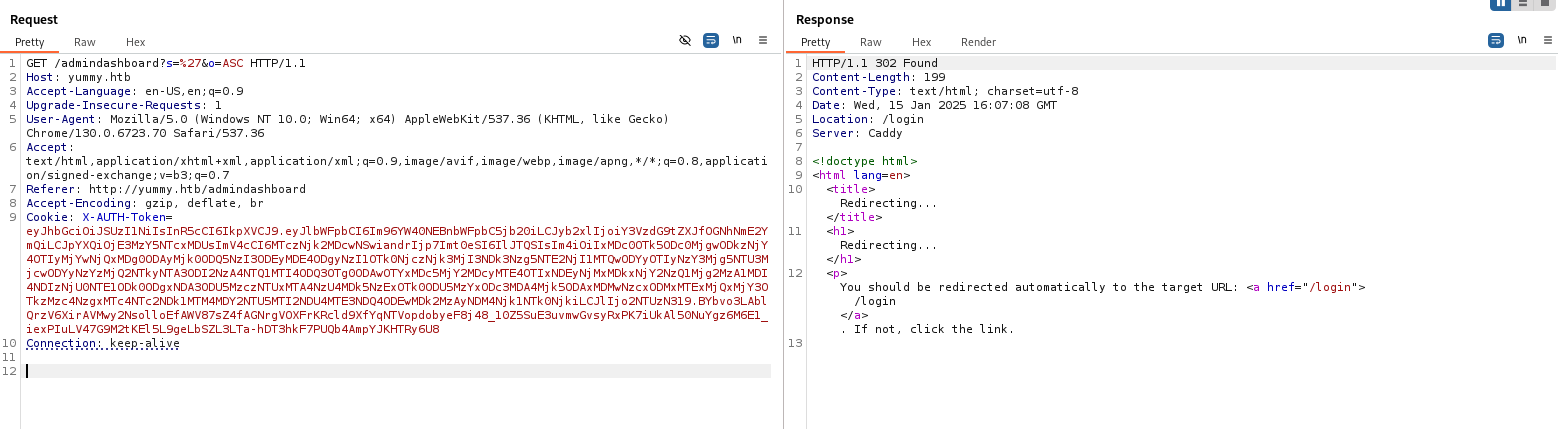 Request
Pretty Raw Hex
\n
1 GET /admindashboard?s=%27&o=ASC HTTP/1.1
2 Host: yummy.htb
3 Accept-Language: en-US,en;q=0.9
4 Upgrade-Insecure-Requests: 1
5 User-Agent: Mozilla/5.0 (Windows NT 10.0; Win64; x64) AppleWebKit/537.36 (KHTML, like Gecko)
Chrome/130.0.6723.70 Safari/537.36
6 Accept:
text/html,application/xhtml+xml,application/xml;q=0.9,image/avif,image/webp,image/apng,*/*;q=0.8,applicati
on/signed-exchange;v=b3;q=0.7
7 Referer: http://yummy.htb/admindashboard
8 Accept-Encoding: gzip, deflate, br
9 Cookie: X-AUTH-Token=
10 Connection: keep-alive
11
12
Response
Pretty Raw Hex Render
\n
1 HTTP/1.1 302 Found
2 Content-Length: 199
3 Content-Type: text/html; charset=utf-8
4 Date: Wed, 15 Jan 2025 16:07:08 GMT
5 Location: /login
6 Server: Caddy
7
8 <!doctype html>
9 <html lang=en>
10 <title>
Redirecting...
</title>
11 <h1>
Redirecting...
</h1>
12 <p>
You should be redirected automatically to the target URL: <a href="/login">
/login
</a>
. If not, click the link.
13